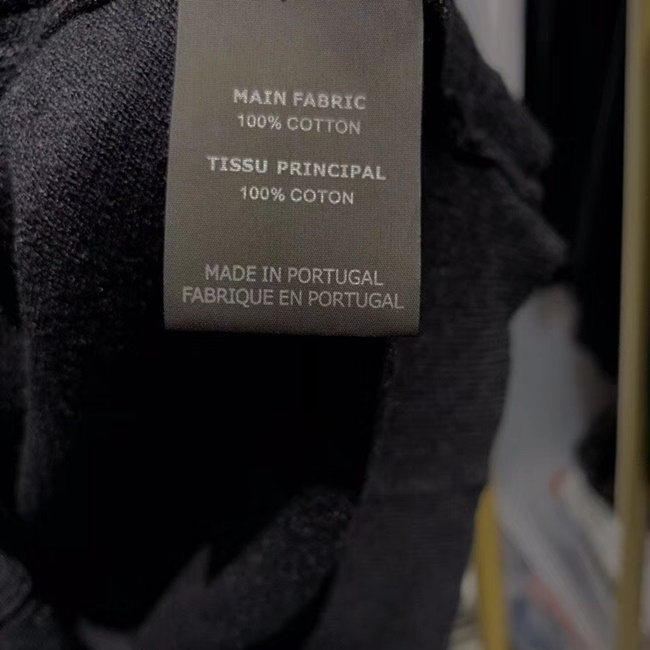 MAIN FABRIC
100% COTTON
TISSU PRINCIPAL
100% COTON
MADE IN PORTUGAL
FABRIQUE EN PORTUGAL